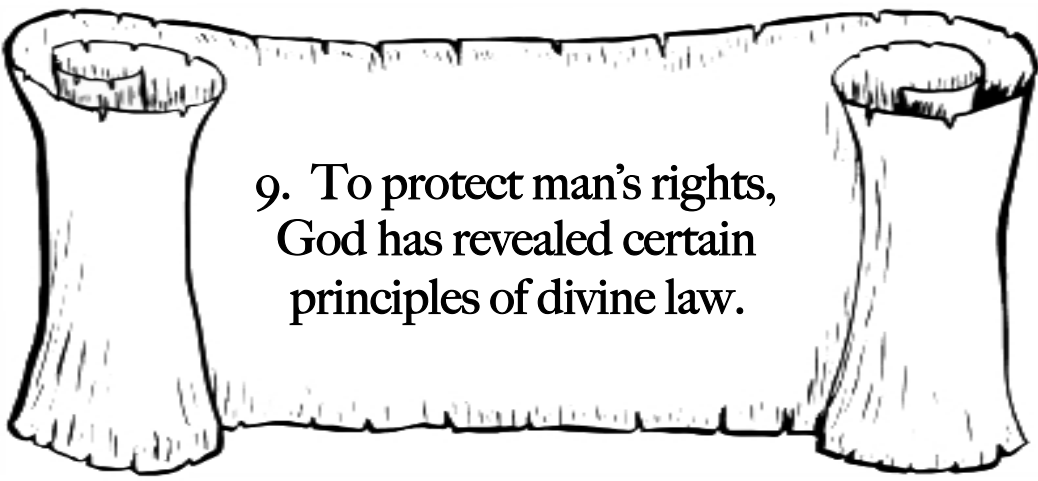 9. To protect man's rights,
God has revealed certain
principles of divine law.